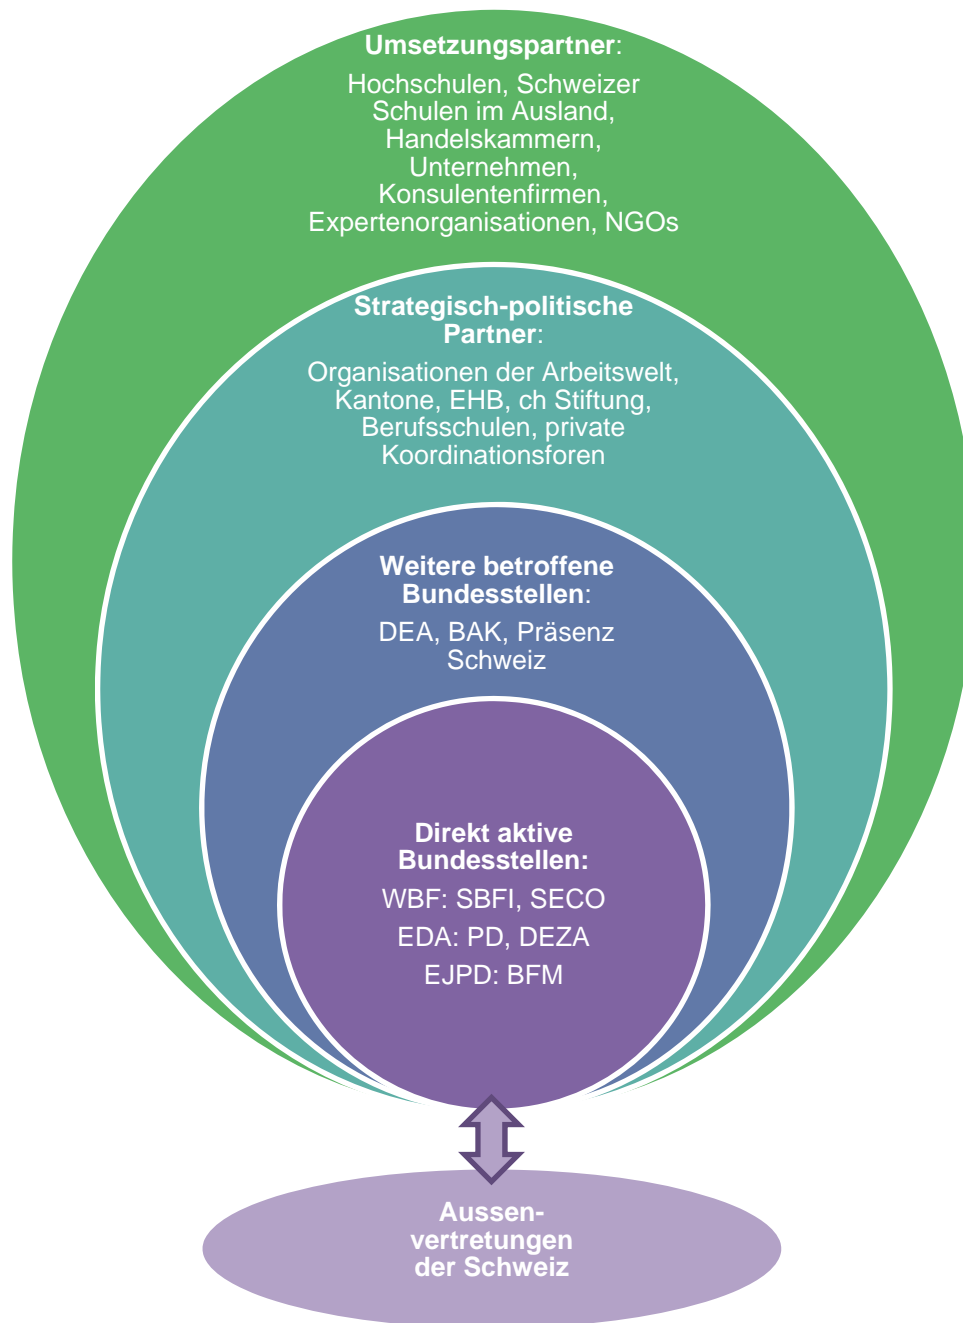 Umsetzungspartner:
Hochschulen, Schweizer
Schulen im Ausland,
Handelskammern,
Unternehmen,
Konsulentenfirmen,
Expertenorganisationen, NGOs
Strategisch-politische
Partner:
Organisationen der Arbeitswelt,
Kantone, EHB, ch Stiftung,
Berufsschulen, private
Koordinationsforen
Weitere betroffene
Bundesstellen:
DEA, BAK, Präsenz
Schweiz
Direkt aktive
Bundesstellen:
WBF: SBFI, SECO
EDA: PD, DEZA
EJPD: BFM
Aussen-
vertretungen
der Schweiz